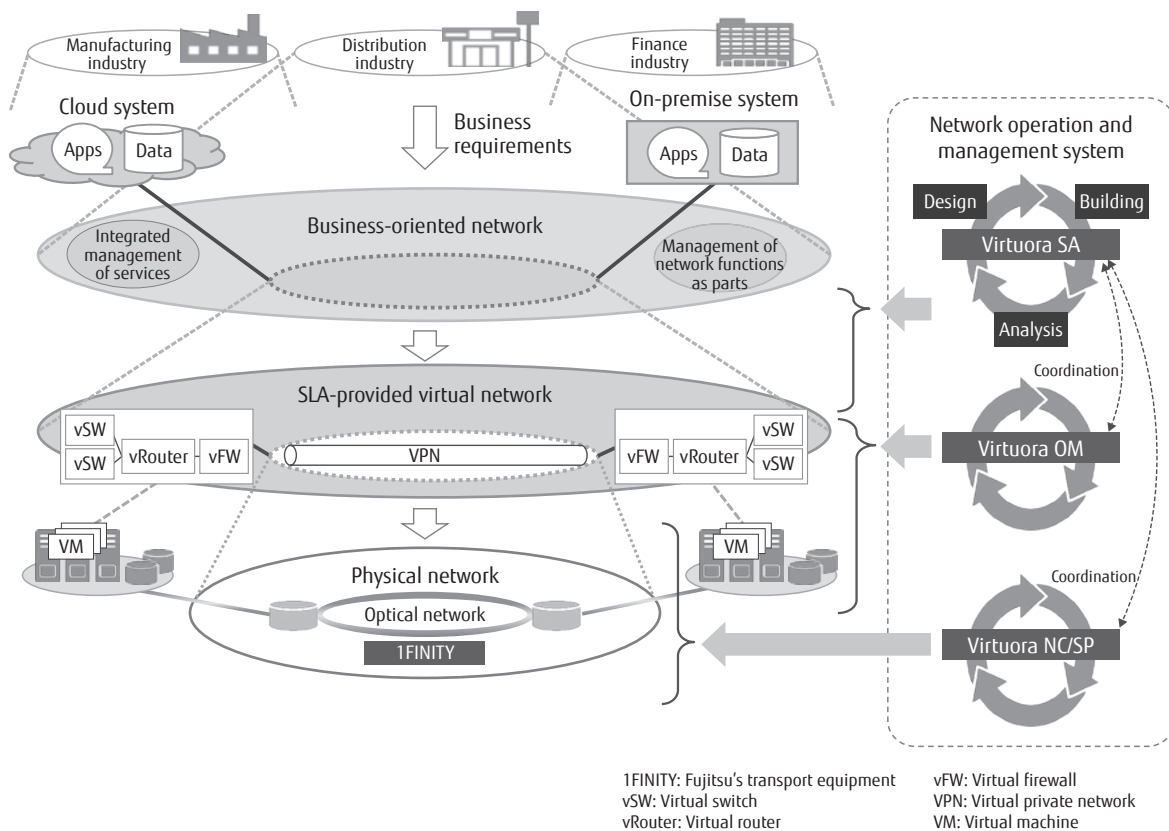 Manufacturing
industry
Distribution
industry
Finance
industry
Cloud system
Apps
Data
Business
requirements
On-premise system
Apps
Data
Business-oriented network
Integrated
management
of services
Management of
network functions
as parts
SLA-provided virtual network
vSW
vSW
vRouter
vFW
VPN
vFW
vRouter
vSW
vSW
VM
VM
Physical network
Optical network
1FINITY
Network operation and
management system
Design
Building
Virtuora SA
Analysis
Coordination
Virtuora OM
Coordination
Virtuora NC/SP
1FINITY: Fujitsu's transport equipment
vSW: Virtual switch
vRouter: Virtual router
vFW: Virtual firewall
VPN: Virtual private network
VM: Virtual machine